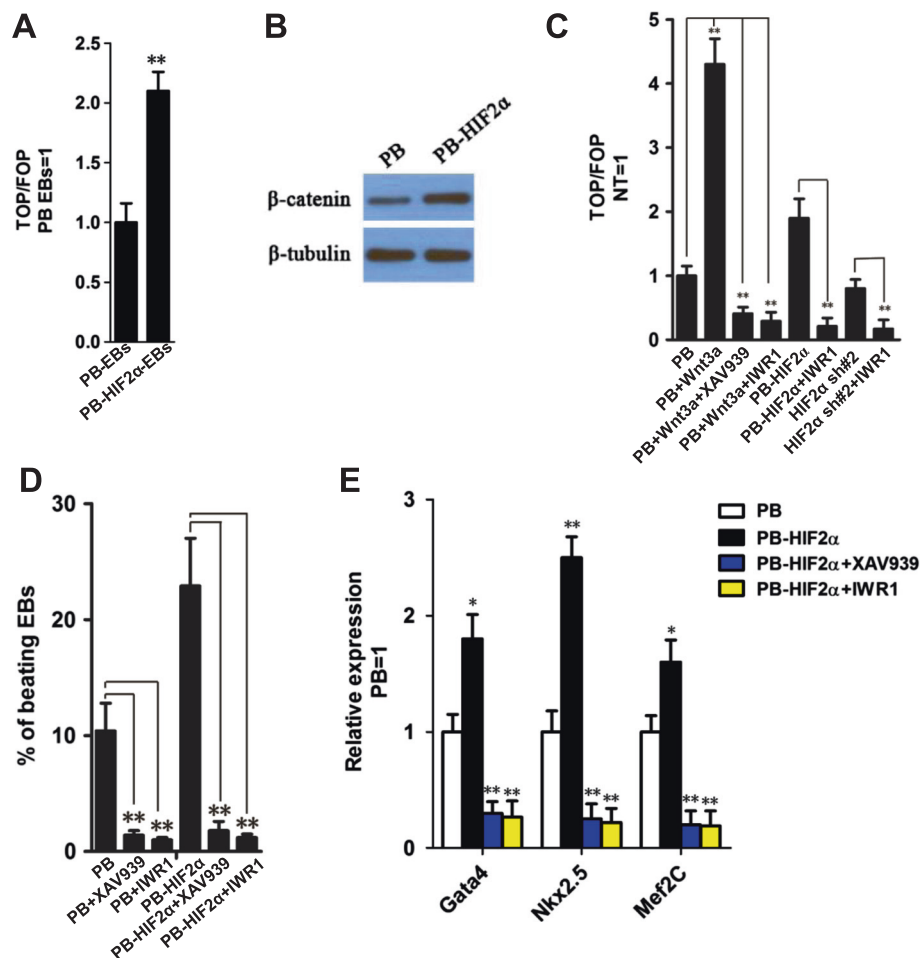 A
TOP/FOP
PB EBs=1
2.5
2.0
1.5
1.0
0.5
0.0
**
PB-EBs
PB-HIF2α-EBs
B
PB
PB-HIF2α
β-catenin
β-tubulin
C
TOP/FOP
NT=1
5
4
3
2
1
0
**
**
**
**
**
PB
PB+Wnt3a
PB+Wnt3a+XAV939
PB+Wnt3a+IWR1
PB-HIF2α
PB-HIF2α+IWR1
HIF2α sh#2
HIF2α sh#2+IWR1
D
% of beating EBs
30
20
10
0
**
**
**
**
PB
PB+XAV939
PB+IWR1
PB-HIF2α
PB-HIF2α+XAV939
PB-HIF2α+IWR1
E
Relative expression
PB=1
3
2
1
0
*
**
**
**
**
**
*
**
**
Gata4
Nkx2.5
Mef2C
PB
PB-HIF2α
PB-HIF2α+XAV939
PB-HIF2α+IWR1